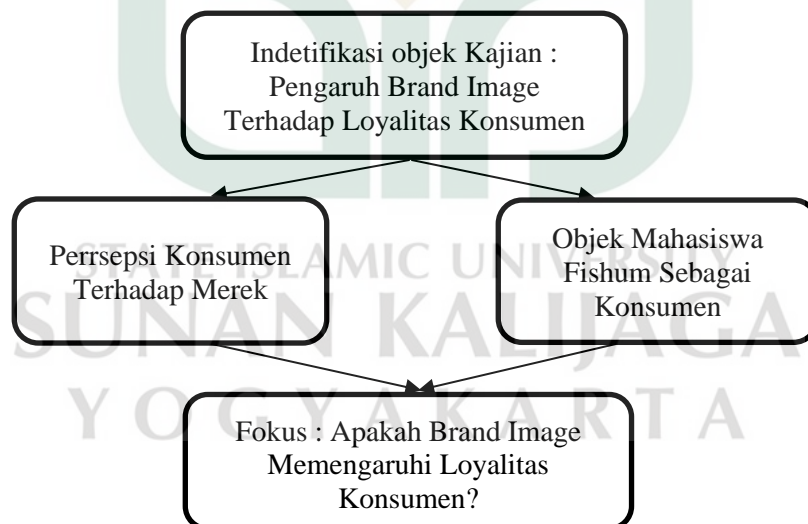 Indetifikasi objek Kajian :
Pengaruh Brand Image
Terhadap Loyalitas Konsumen
Perrsepsi Konsumen
Terhadap Merek
Objek Mahasiswa
Fishum Sebagai
Konsumen
STATE ISLAMIC UNIVERSITY
SUNAN KALIJAGA
YOGYAKARTA
Fokus : Apakah Brand Image
Memengaruhi Loyalitas
Konsumen?